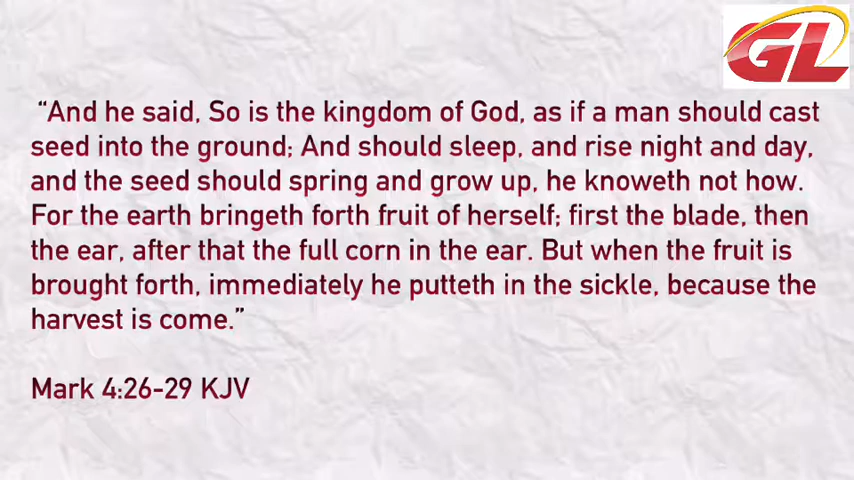 GL
“And he said, So is the kingdom of God, as if a man should cast
seed into the ground; And should sleep, and rise night and day,
and the seed should spring and grow up, he knoweth not how.
For the earth bringeth forth fruit of herself; first the blade, then
the ear, after that the full corn in the ear. But when the fruit is
brought forth, immediately he putteth in the sickle, because the
harvest is come.”
Mark 4:26-29 KJV